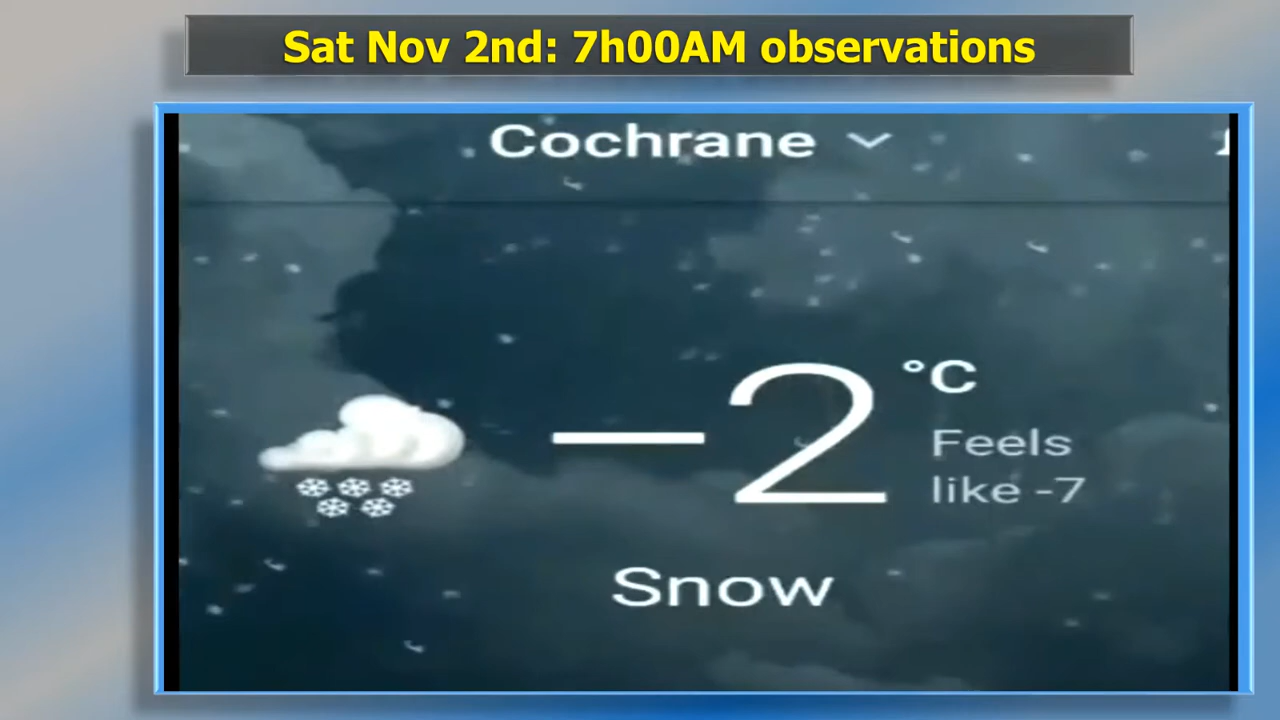 Sat Nov 2nd: 7h00AM observations
Cochrane
-2 °C
Feels
like -7
Snow